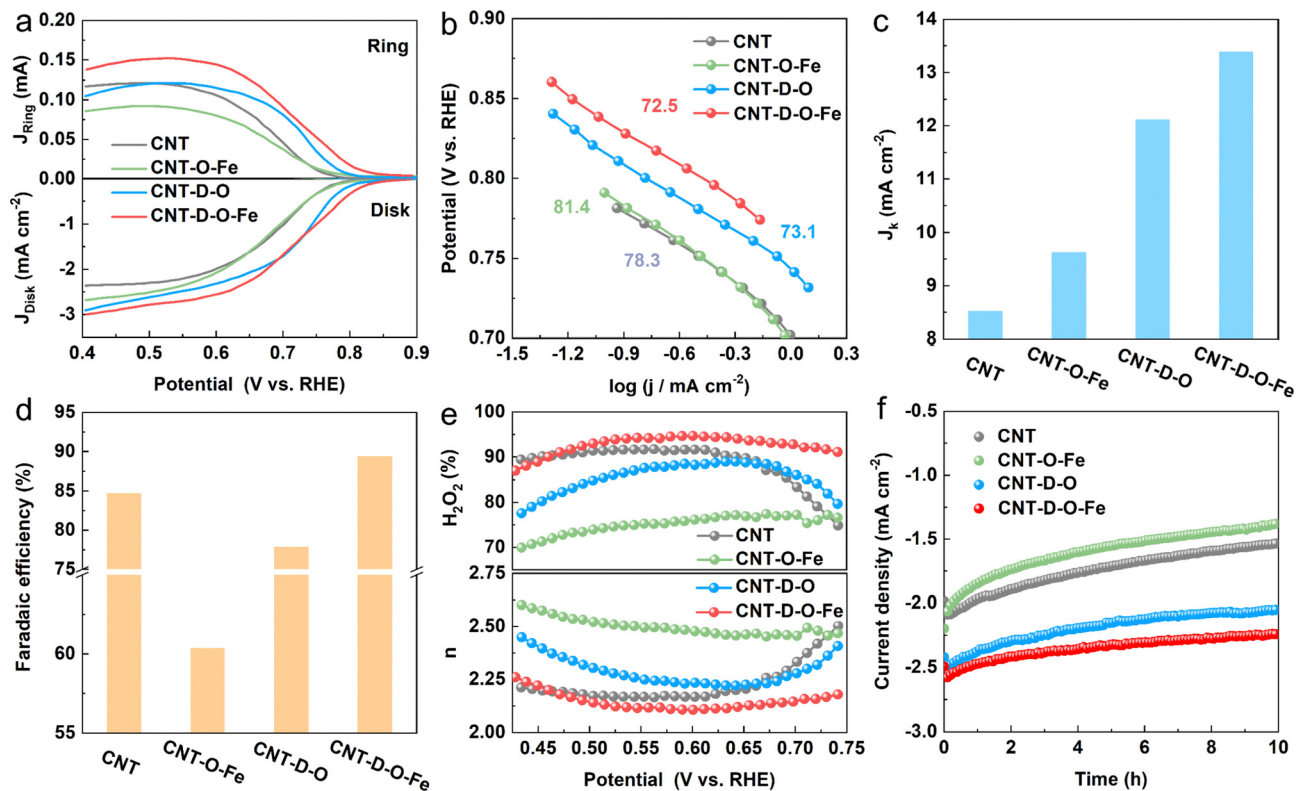 a
0.20
0.15
0.10
0.05
0.00
-1
-2
-3
J_Ring (mA)
J_Disk (mA cm⁻²)
Ring
CNT
CNT-O-Fe
CNT-D-O
CNT-D-O-Fe
Disk
0.4 0.5 0.6 0.7 0.8 0.9
Potential (V vs. RHE)
b
0.90
0.85
0.80
0.75
0.70
Potential (V vs. RHE)
CNT
CNT-O-Fe
CNT-D-O
CNT-D-O-Fe
72.5
81.4
73.1
78.3
-1.5 -1.2 -0.9 -0.6 -0.3 0.0 0.3
log (j / mA cm⁻²)
c
14
13
12
11
10
9
8
J_k (mA cm⁻²)
CNT
CNT-O-Fe
CNT-D-O
CNT-D-O-Fe
d
95
90
85
80
75
60
55
Faradaic efficiency (%)
CNT
CNT-O-Fe
CNT-D-O
CNT-D-O-Fe
e
100
90
80
70
H₂O₂ (%)
CNT
CNT-O-Fe
2.75
2.50
2.25
2.00
n
CNT-D-O
CNT-D-O-Fe
0.45 0.50 0.55 0.60 0.65 0.70 0.75
Potential (V vs. RHE)
f
-0.5
-1.0
-1.5
-2.0
-2.5
-3.0
Current density (mA cm⁻²)
CNT
CNT-O-Fe
CNT-D-O
CNT-D-O-Fe
0 2 4 6 8 10
Time (h)